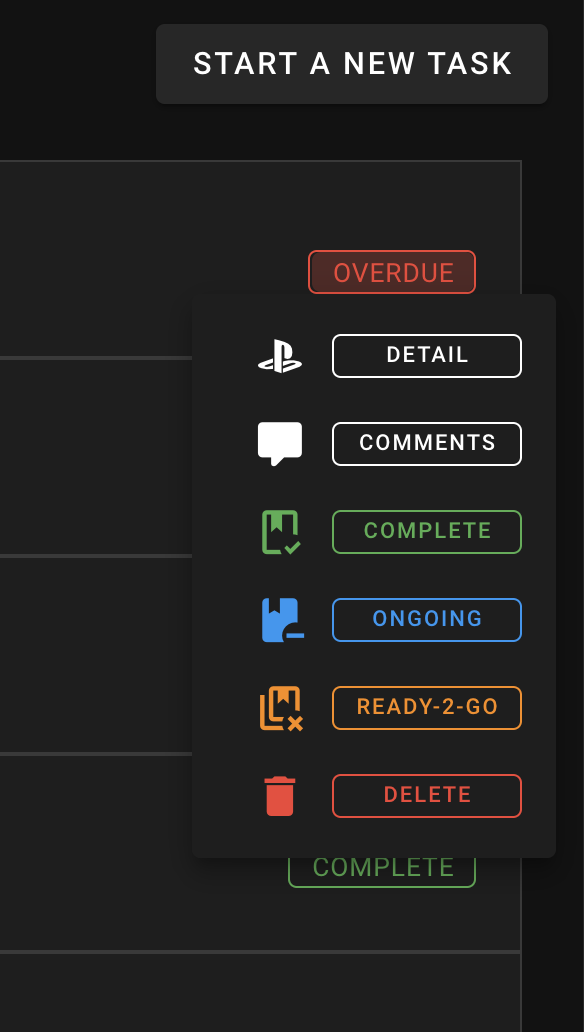 START A NEW TASK
OVERDUE
DETAIL
COMMENTS
COMPLETE
ONGOING
READY-2-GO
DELETE
COMPLETE